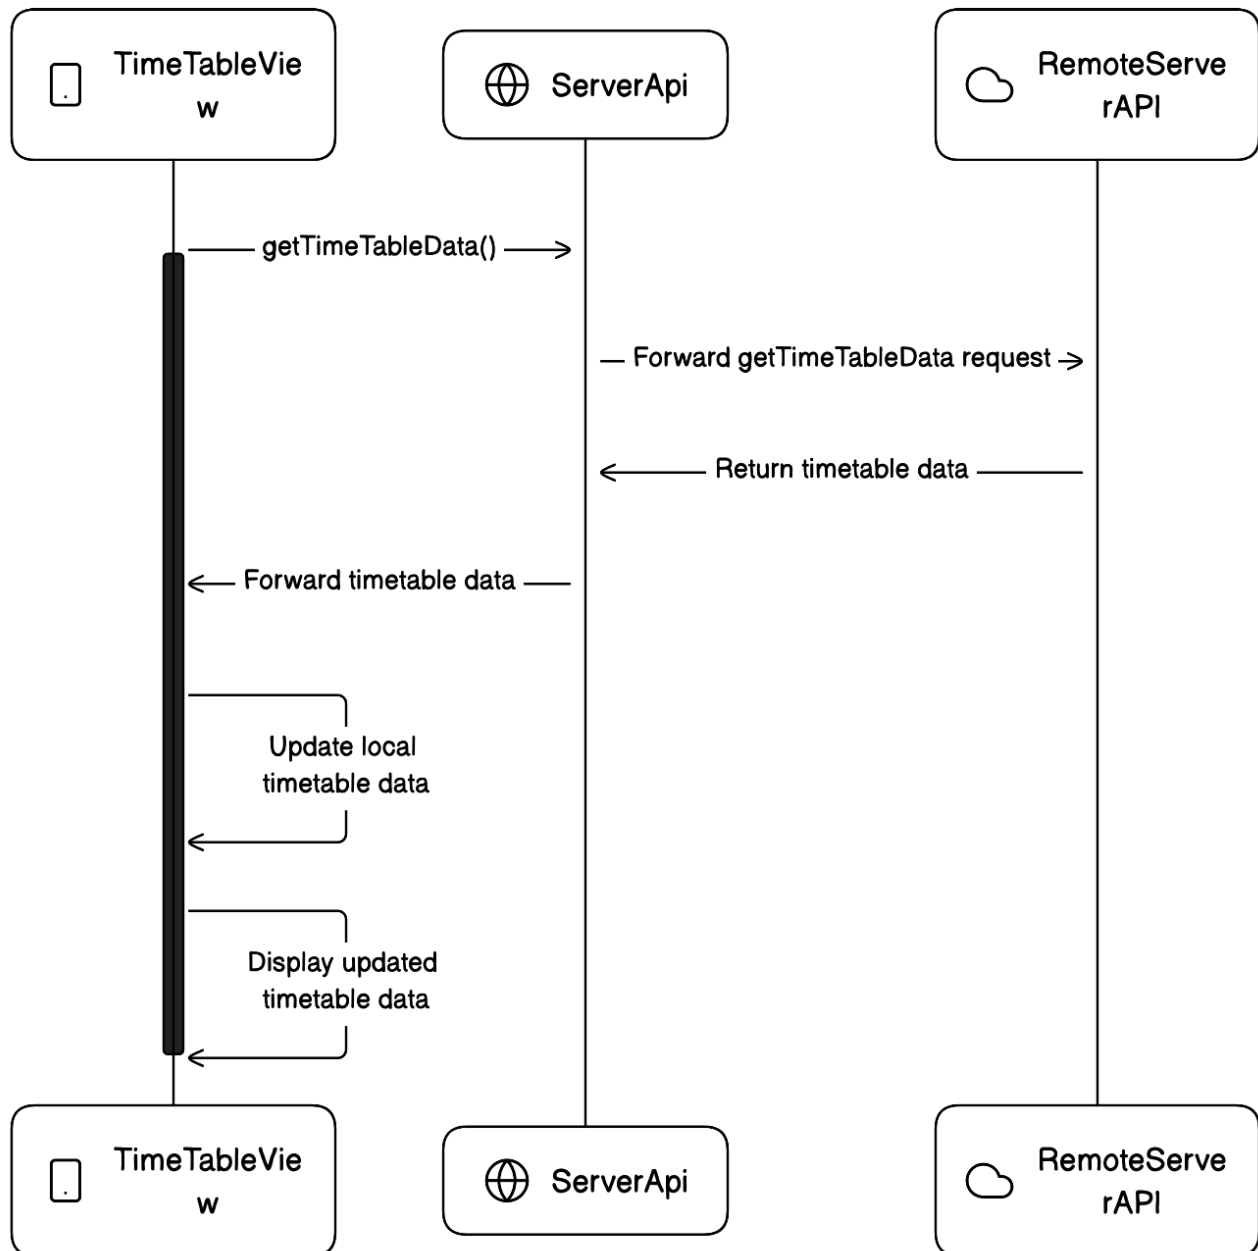 TimeTableVie
w
ServerApi
RemoteServe
rAPI
getTimeTableData()
Forward getTimeTableData request
Return timetable data
Forward timetable data
Update local
timetable data
Display updated
timetable data
TimeTableVie
w
ServerApi
RemoteServe
rAPI